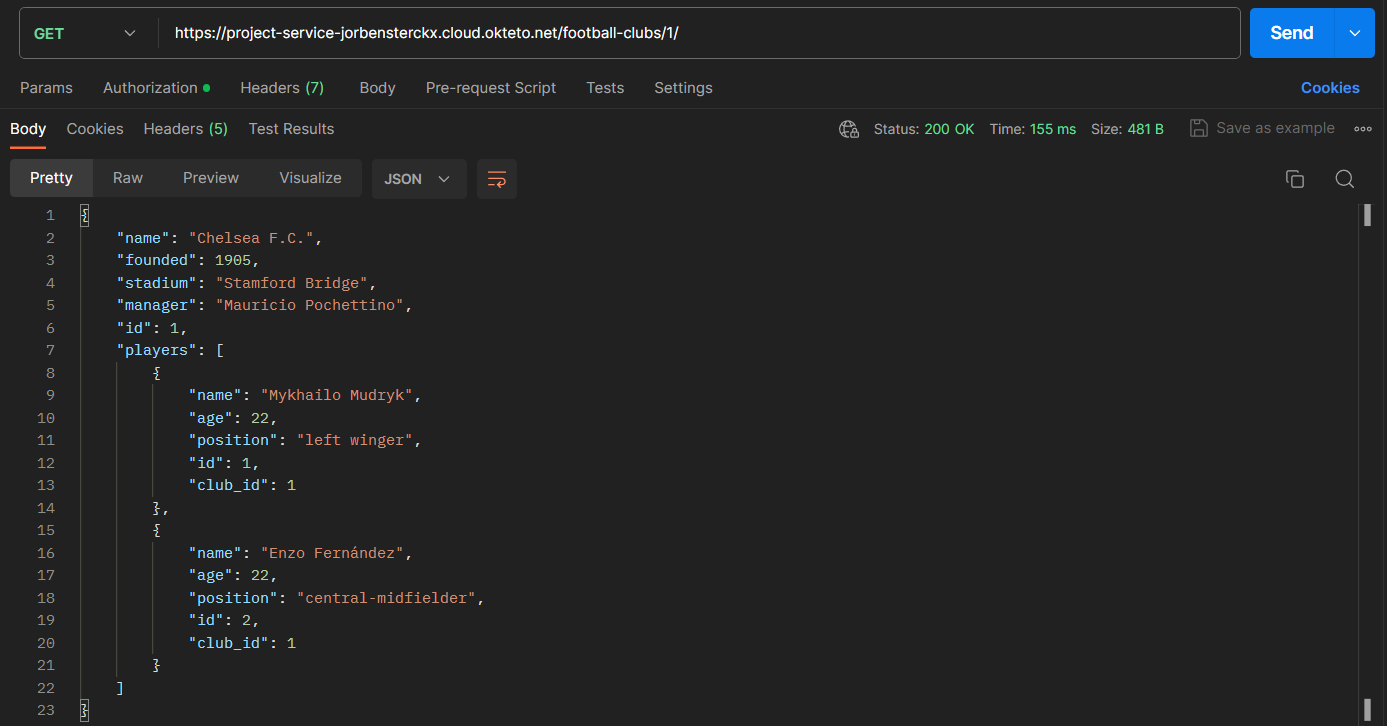 GET https://project-service-jorbensterckx.cloud.okteto.net/football-clubs/1/ Send
Params Authorization Headers (7) Body Pre-request Script Tests Settings Cookies
Body Cookies Headers (5) Test Results Status: 200 OK Time: 155 ms Size: 481 B Save as example
Pretty Raw Preview Visualize JSON
1 {
2 "name": "Chelsea F.C.",
3 "founded": 1905,
4 "stadium": "Stamford Bridge",
5 "manager": "Mauricio Pochettino",
6 "id": 1,
7 "players": [
8 {
9 "name": "Mykhailo Mudryk",
10 "age": 22,
11 "position": "left winger",
12 "id": 1,
13 "club_id": 1
14 },
15 {
16 "name": "Enzo Fernández",
17 "age": 22,
18 "position": "central-midfielder",
19 "id": 2,
20 "club_id": 1
21 }
22 ]
23 }